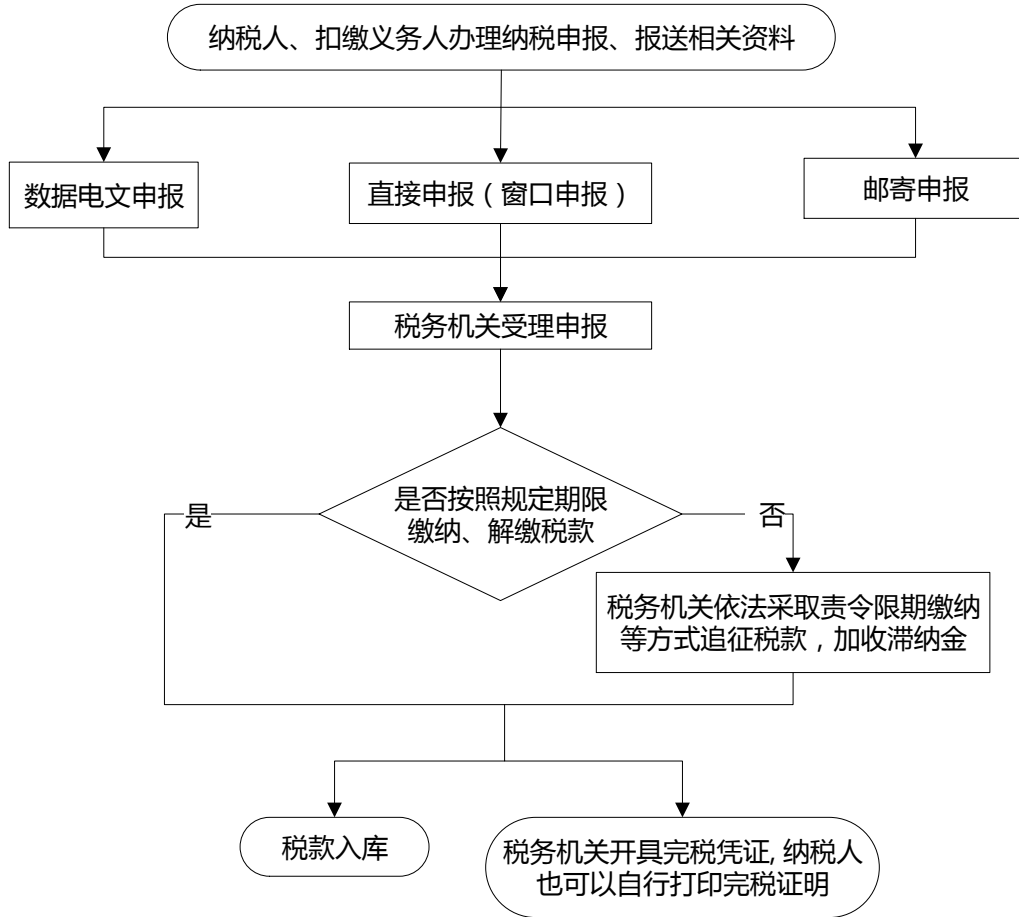 纳税人、扣缴义务人办理纳税申报、报送相关资料
数据电文申报
直接申报（窗口申报）
邮寄申报
税务机关受理申报
是否按照规定期限
缴纳、解缴税款
是
否
税务机关依法采取责令限期缴纳
等方式追征税款，加收滞纳金
税款入库
税务机关开具完税凭证, 纳税人
也可以自行打印完税证明